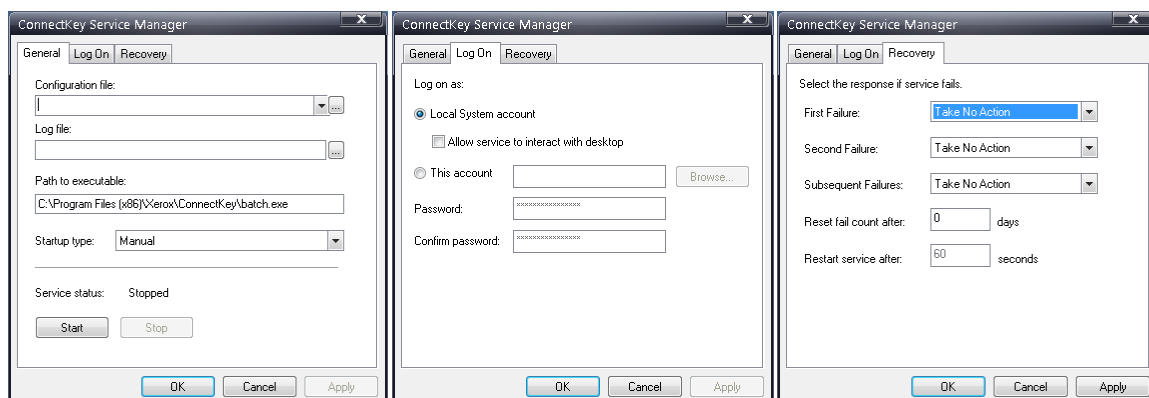 ConnectKey Service Manager
X
General
Log On
Recovery
Configuration file:
...
Log file:
...
Path to executable:
C:\Program Files (x86)\Xerox\ConnectKey\batch.exe
Startup type:
Manual
Service status:
Stopped
Start
Stop
OK
Cancel
Apply
ConnectKey Service Manager
X
General
Log On
Recovery
Log on as:
Local System account
Allow service to interact with desktop
This account
Browse...
Password:
×××××××××××××××
Confirm password:
×××××××××××××××
OK
Cancel
Apply
ConnectKey Service Manager
X
General
Log On
Recovery
Select the response if service fails.
First Failure:
Take No Action
Second Failure:
Take No Action
Subsequent Failures:
Take No Action
Reset fail count after:
0
days
Restart service after:
60
seconds
OK
Cancel
Apply